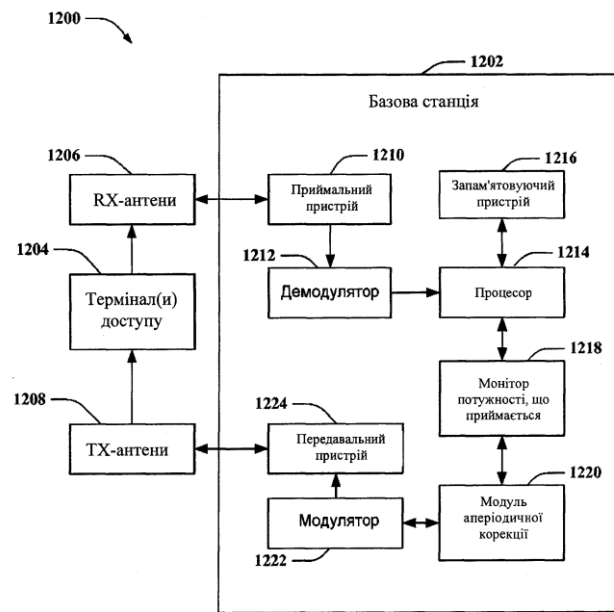 1200
1202
Базова станція
1206
RX-антени
1210
Приймальний
пристрій
1216
Запам'ятовуючий
пристрій
1204
Термінал(и)
доступу
1212
Демодулятор
1214
Процесор
1218
Монітор
потужності, що
приймається
1208
TX-антени
1224
Передавальний
пристрій
1220
Модуль
аперіодичної
корекції
Модулятор
1222